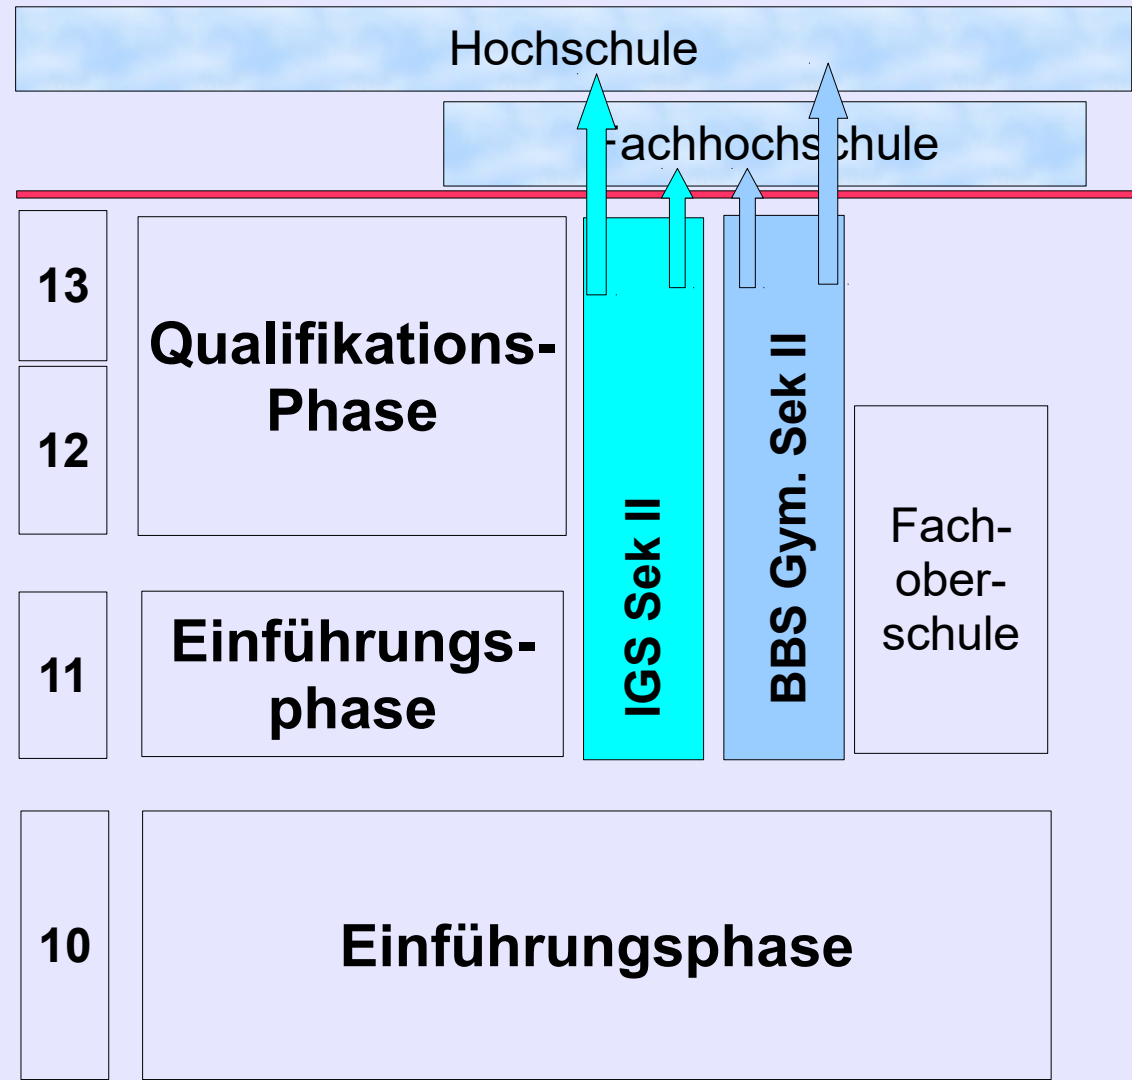 Hochschule
Fachhochschule
13
Qualifikations-
Phase
12
IGS Sek II
BBS Gym. Sek II
Fach-
ober-
schule
11
Einführungs-
phase
10
Einführungsphase